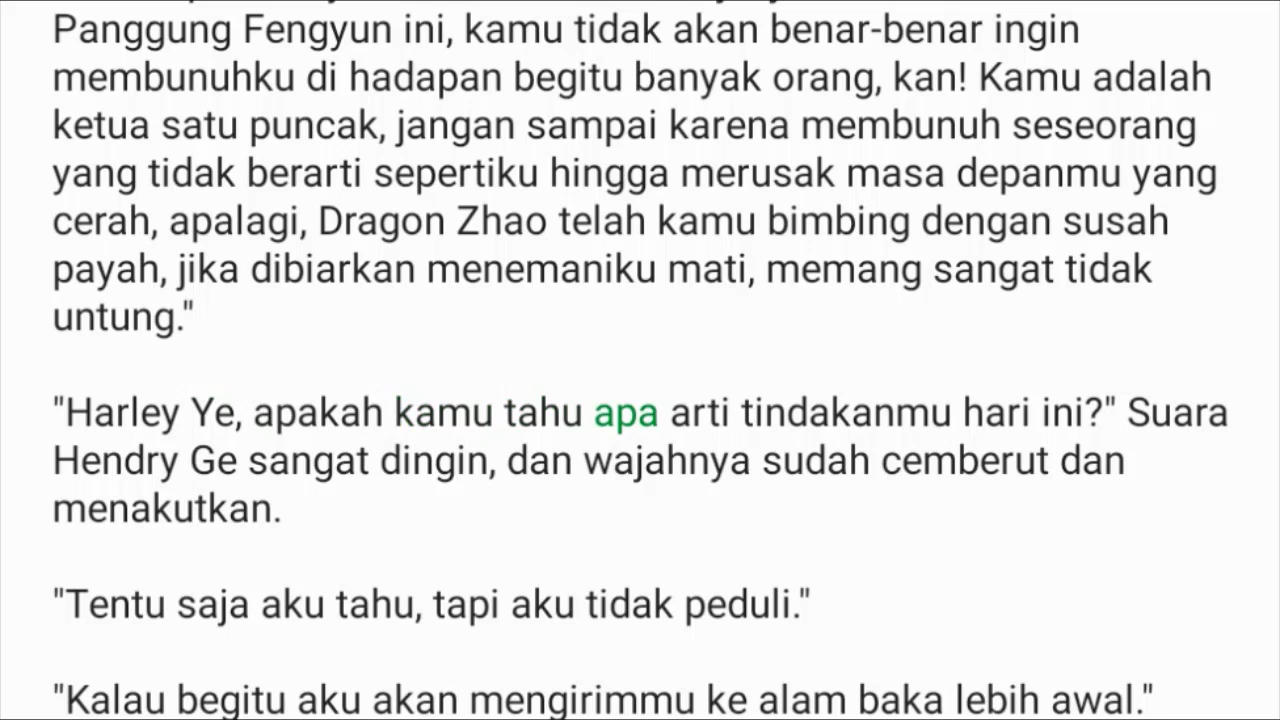 Panggung Fengyun ini, kamu tidak akan benar-benar ingin
membunuhku di hadapan begitu banyak orang, kan! Kamu adalah
ketua satu puncak, jangan sampai karena membunuh seseorang
yang tidak berarti sepertiku hingga merusak masa depanmu yang
cerah, apalagi, Dragon Zhao telah kamu bimbing dengan susah
payah, jika dibiarkan menemaniku mati, memang sangat tidak
untung."
"Harley Ye, apakah kamu tahu apa arti tindakanmu hari ini?" Suara
Hendry Ge sangat dingin, dan wajahnya sudah cemberut dan
menakutkan.
"Tentu saja aku tahu, tapi aku tidak peduli."
"Kalau begitu aku akan mengirimmu ke alam baka lebih awal."